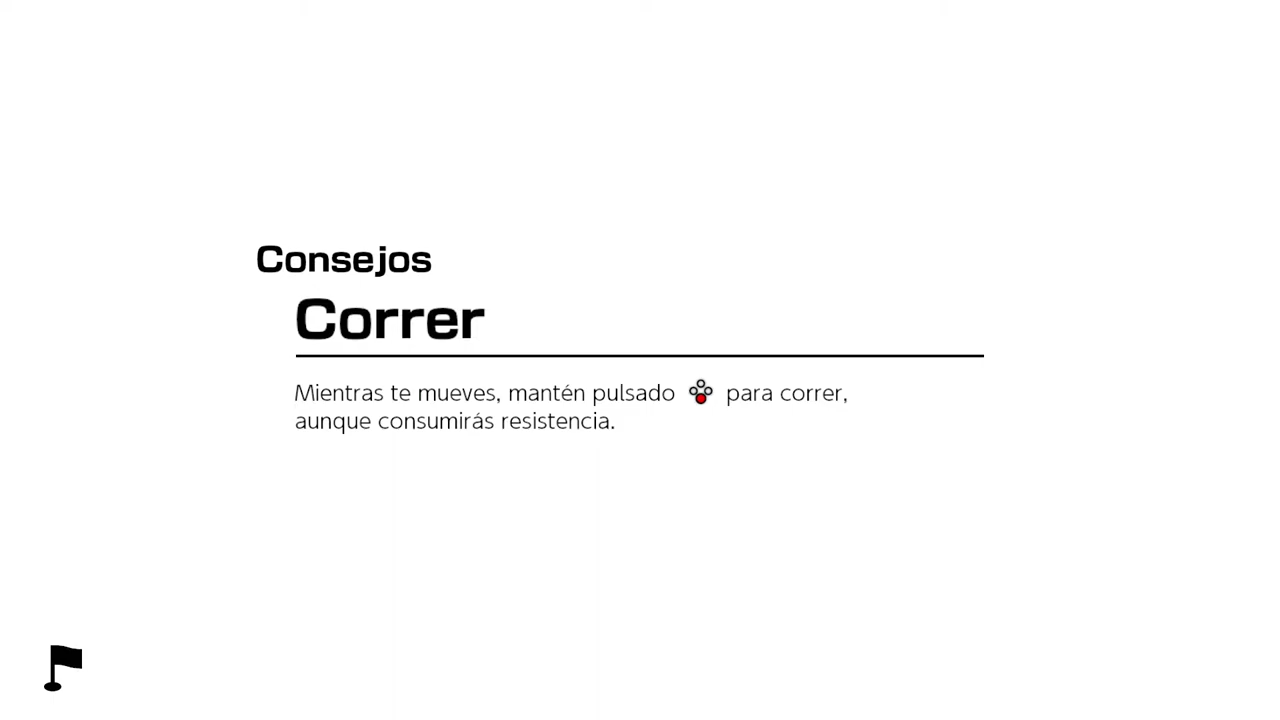 Consejos
Correr
Mientras te mueves, mantén pulsado para correr,
aunque consumirás resistencia.